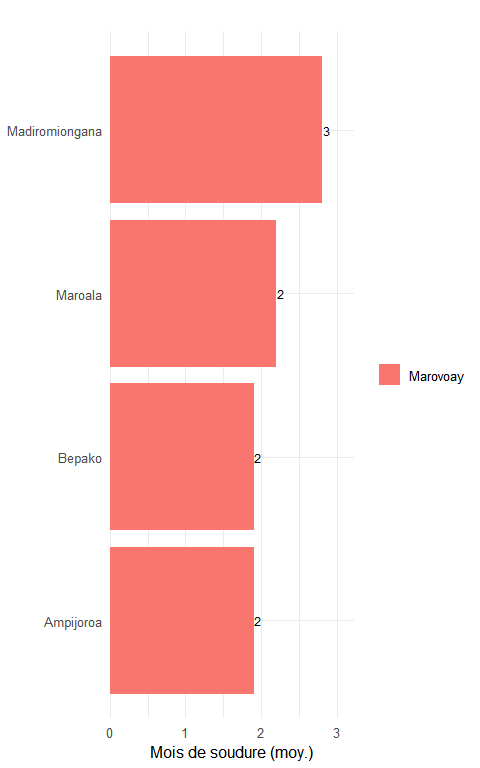 Madiromiongana
3
Maroala
2
Marovoay
Bepako
2
Ampijoroa
2
0 1 2 3
Mois de soudure (moy.)